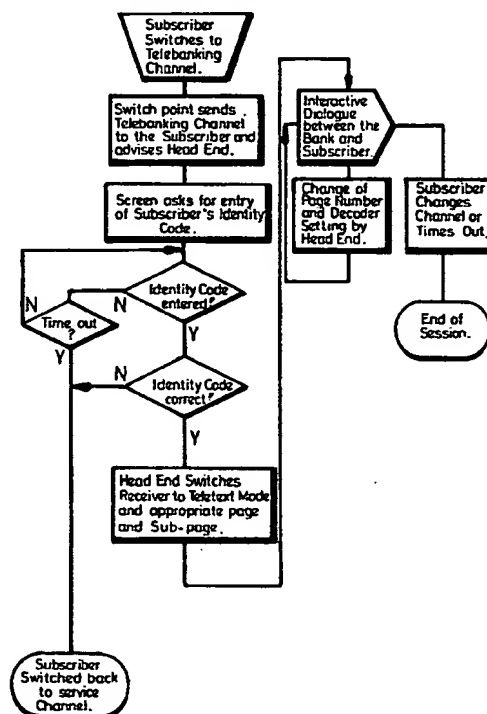 Subscriber
Switches to
Telebanking
Channel.
Switch point sends
Telebanking Channel
to the Subscriber and
advises Head End.
Screen asks for entry
of Subscriber's Identity
Code.
Identity Code
entered?
N
N
Time out
?
Y
Y
Identity Code
correct?
N
Y
Head End Switches
Receiver to Teletext Mode
and appropriate page
and Sub-page.
Subscriber
Switched back
to service
Channel.
Interactive
Dialogue
between the
Bank and
Subscriber.
Change of
Page Number
and Decoder
Setting by
Head End.
Subscriber
Changes
Channel or
Times Out.
End of
Session.